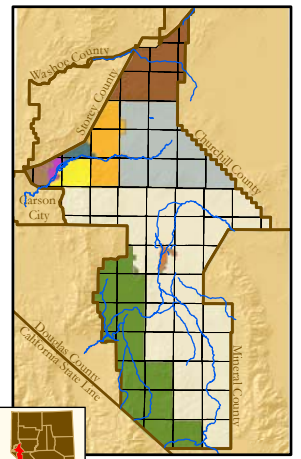 Washoe County
Storey County
Churchill County
Carson
City
Douglas County
California State Line
Mineral County